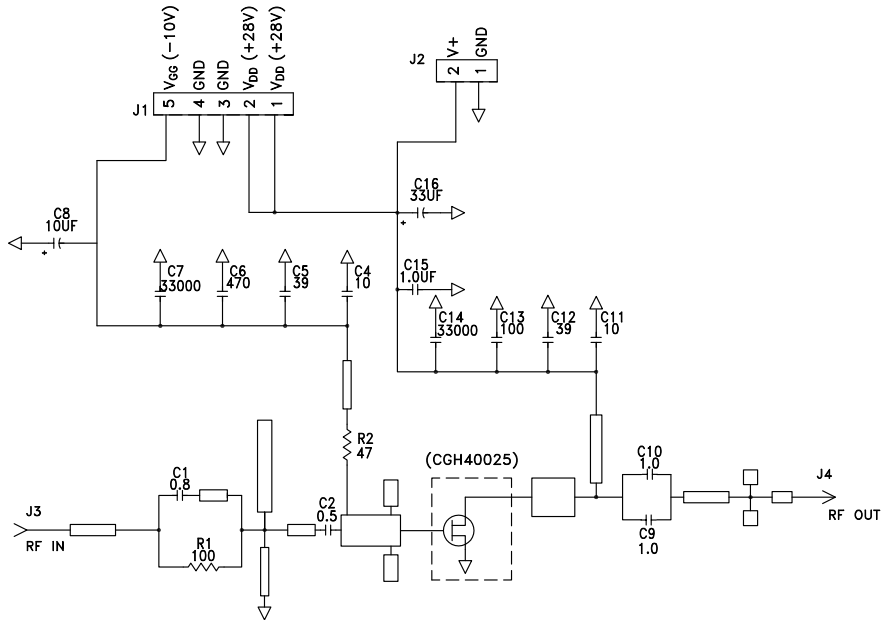 VGG (-10V)
GND
GND
VDD (+28V)
VDD (+28V)
J1
5
4
3
2
1
J2
V+
GND
2
1
C8
10UF
+
C16
33UF
+
C7
33000
C6
470
C5
39
C4
10
C15
1.0UF
C14
33000
C13
100
C12
39
C11
10
R2
47
(CGH40025)
C1
0.8
C2
0.5
R1
100
J3
RF IN
C10
1.0
C9
1.0
J4
RF OUT